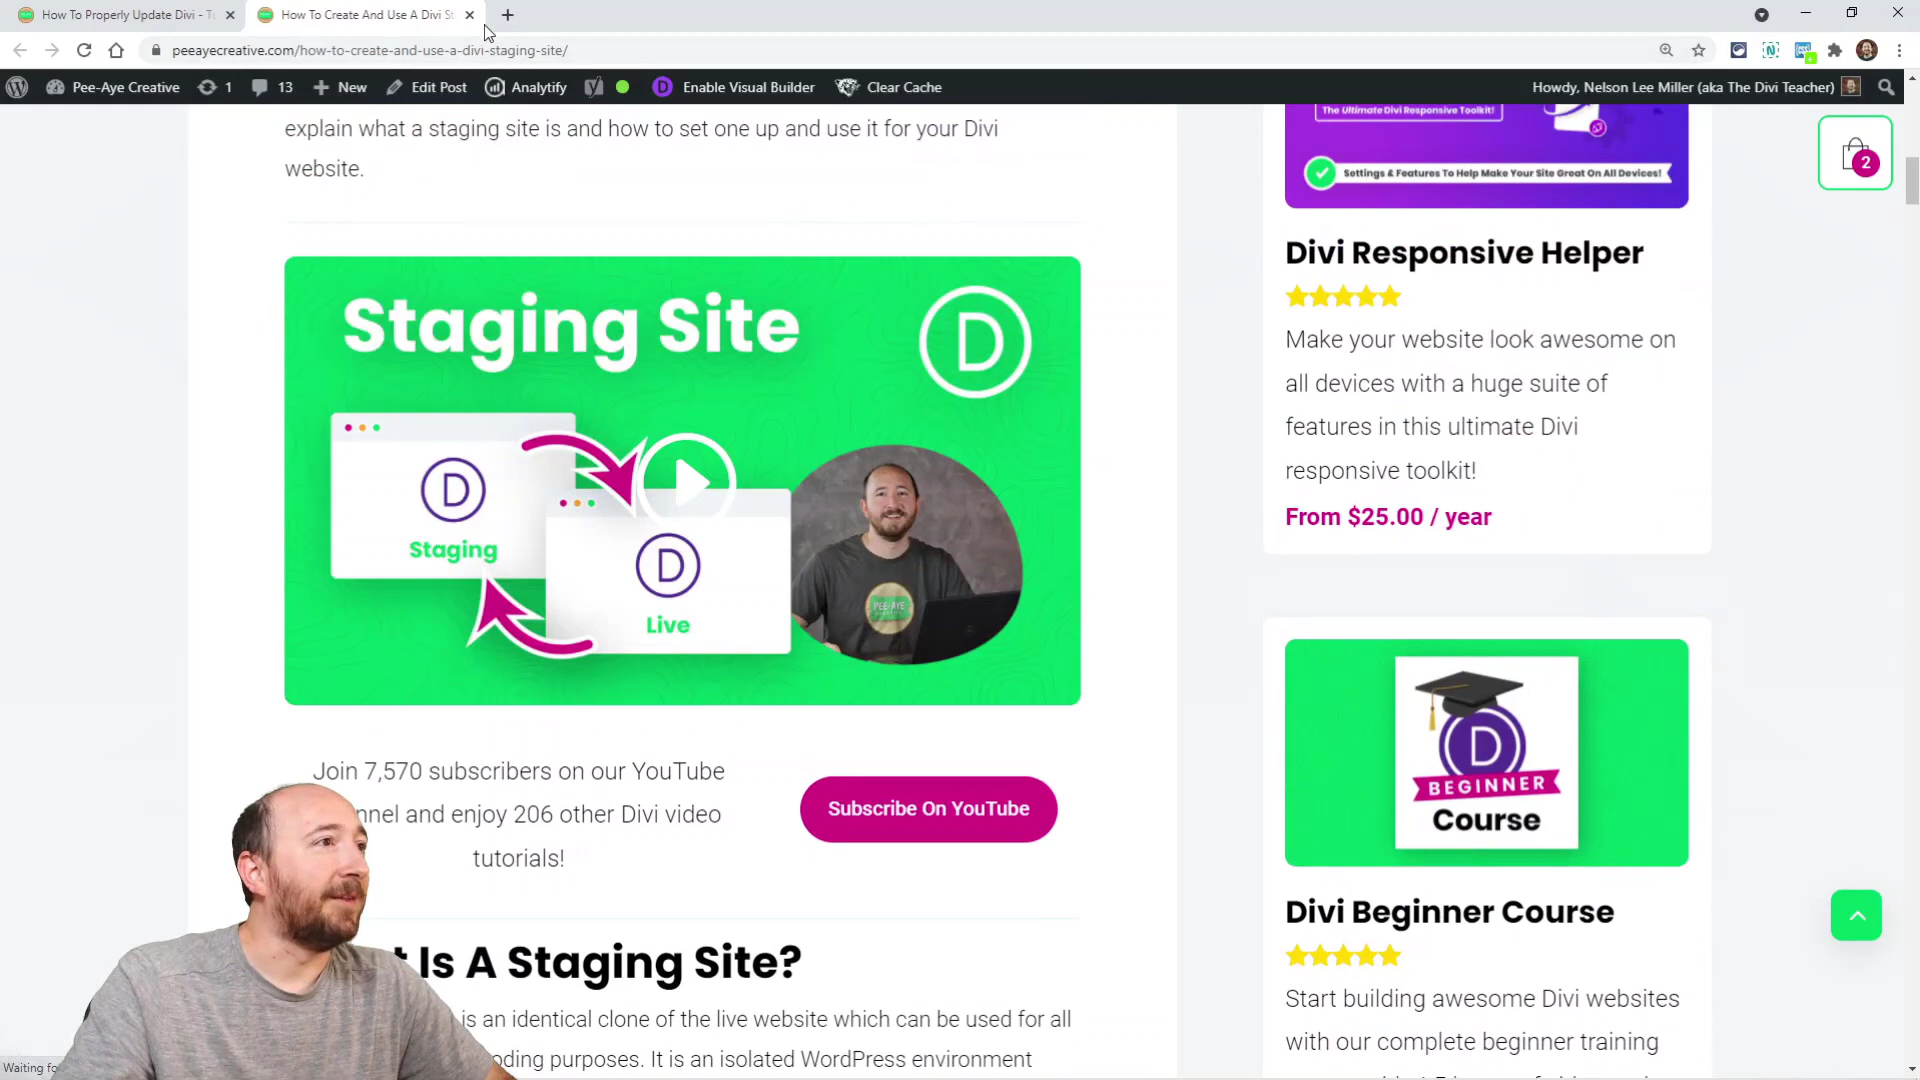 How To Properly Update Divi - Tu
How To Create And Use A Divi St
peeayecreative.com/how-to-create-and-use-a-divi-staging-site/
Pee-Aye Creative
1
13
New
Edit Post
Analytify
Enable Visual Builder
Clear Cache
Howdy, Nelson Lee Miller (aka The Divi Teacher)
explain what a staging site is and how to set one up and use it for your Divi
website.
Staging Site
D
D
Staging
D
Live
PEE-AYE
Join 7,570 subscribers on our YouTube
nnel and enjoy 206 other Divi video
tutorials!
Subscribe On YouTube
t Is A Staging Site?
is an identical clone of the live website which can be used for all
oding purposes. It is an isolated WordPress environment
Waiting fo
The Ultimate Divi Responsive Toolkit!
Settings & Features To Help Make Your Site Great On All Devices!
2
Divi Responsive Helper
Make your website look awesome on
all devices with a huge suite of
features in this ultimate Divi
responsive toolkit!
From $25.00 / year
D
BEGINNER
Course
Divi Beginner Course
Start building awesome Divi websites
with our complete beginner training